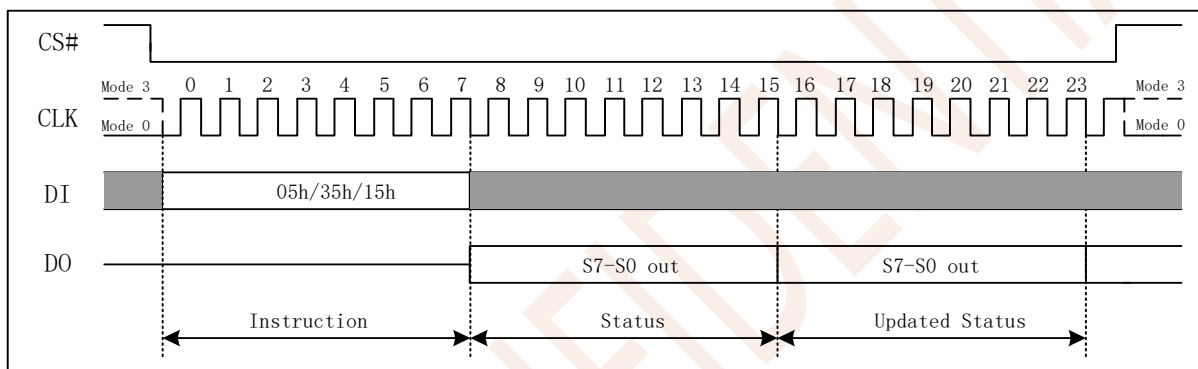 CS#
0 1 2 3 4 5 6 7 8 9 10 11 12 13 14 15 16 17 18 19 20 21 22 23
Mode 3 Mode 3
CLK
Mode 0 Mode 0
DI 05h/35h/15h
DO S7-S0 out S7-S0 out
Instruction Status Updated Status